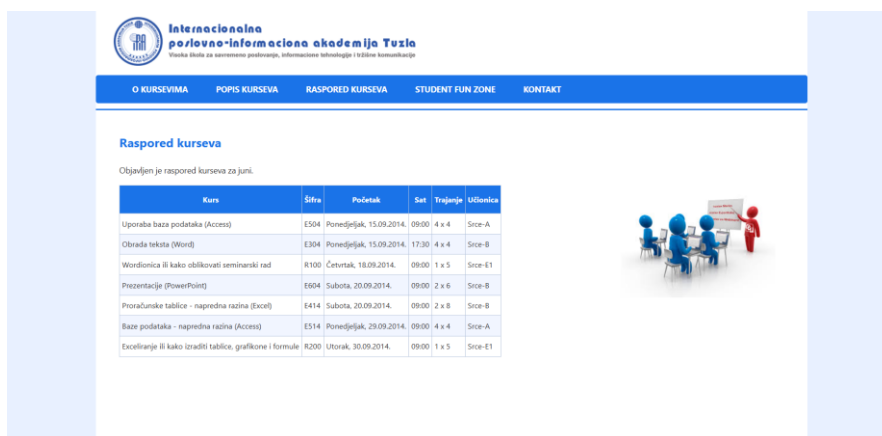 Internacionalna
poslovno-informaciona akademija Tuzla
Visoka škola za savremeno poslovanje, informacione tehnologije i tržišne komunikacije
O KURSEVIMA POPIS KURSEVA RASPORED KURSEVA STUDENT FUN ZONE KONTAKT
Raspored kurseva
Objavljen je raspored kurseva za juni.
Kurs Šifra Početak Sat Trajanje Učionica
Uporaba baza podataka (Access) E504 Ponedjeljak, 15.09.2014. 09:00 4 x 4 Srce-A
Obrada teksta (Word) E304 Ponedjeljak, 15.09.2014. 17:30 4 x 4 Srce-B
Wordionica ili kako oblikovati seminarski rad R100 Četvrtak, 18.09.2014. 09:00 1 x 5 Srce-E1
Prezentacije (PowerPoint) E604 Subota, 20.09.2014. 09:00 2 x 6 Srce-B
Proračunske tablice - napredna razina (Excel) E414 Subota, 20.09.2014. 09:00 2 x 8 Srce-B
Baze podataka - napredna razina (Access) E514 Ponedjeljak, 29.09.2014. 09:00 4 x 4 Srce-A
Exceliranje ili kako izraditi tablice, grafikone i formule R200 Utorak, 30.09.2014. 09:00 1 x 5 Srce-E1